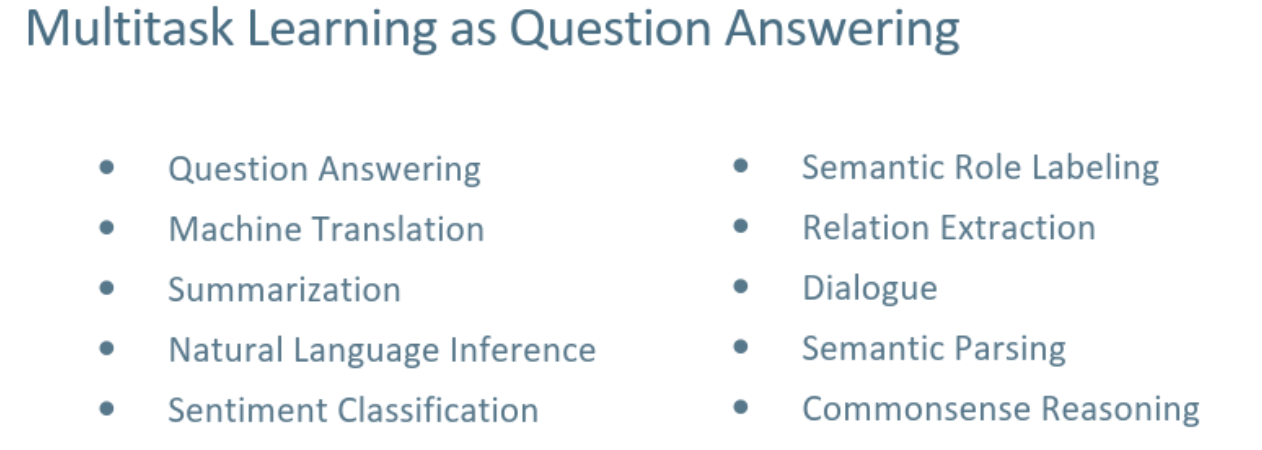 Multitask Learning as Question Answering
• Question Answering
• Machine Translation
• Summarization
• Natural Language Inference
• Sentiment Classification
• Semantic Role Labeling
• Relation Extraction
• Dialogue
• Semantic Parsing
• Commonsense Reasoning